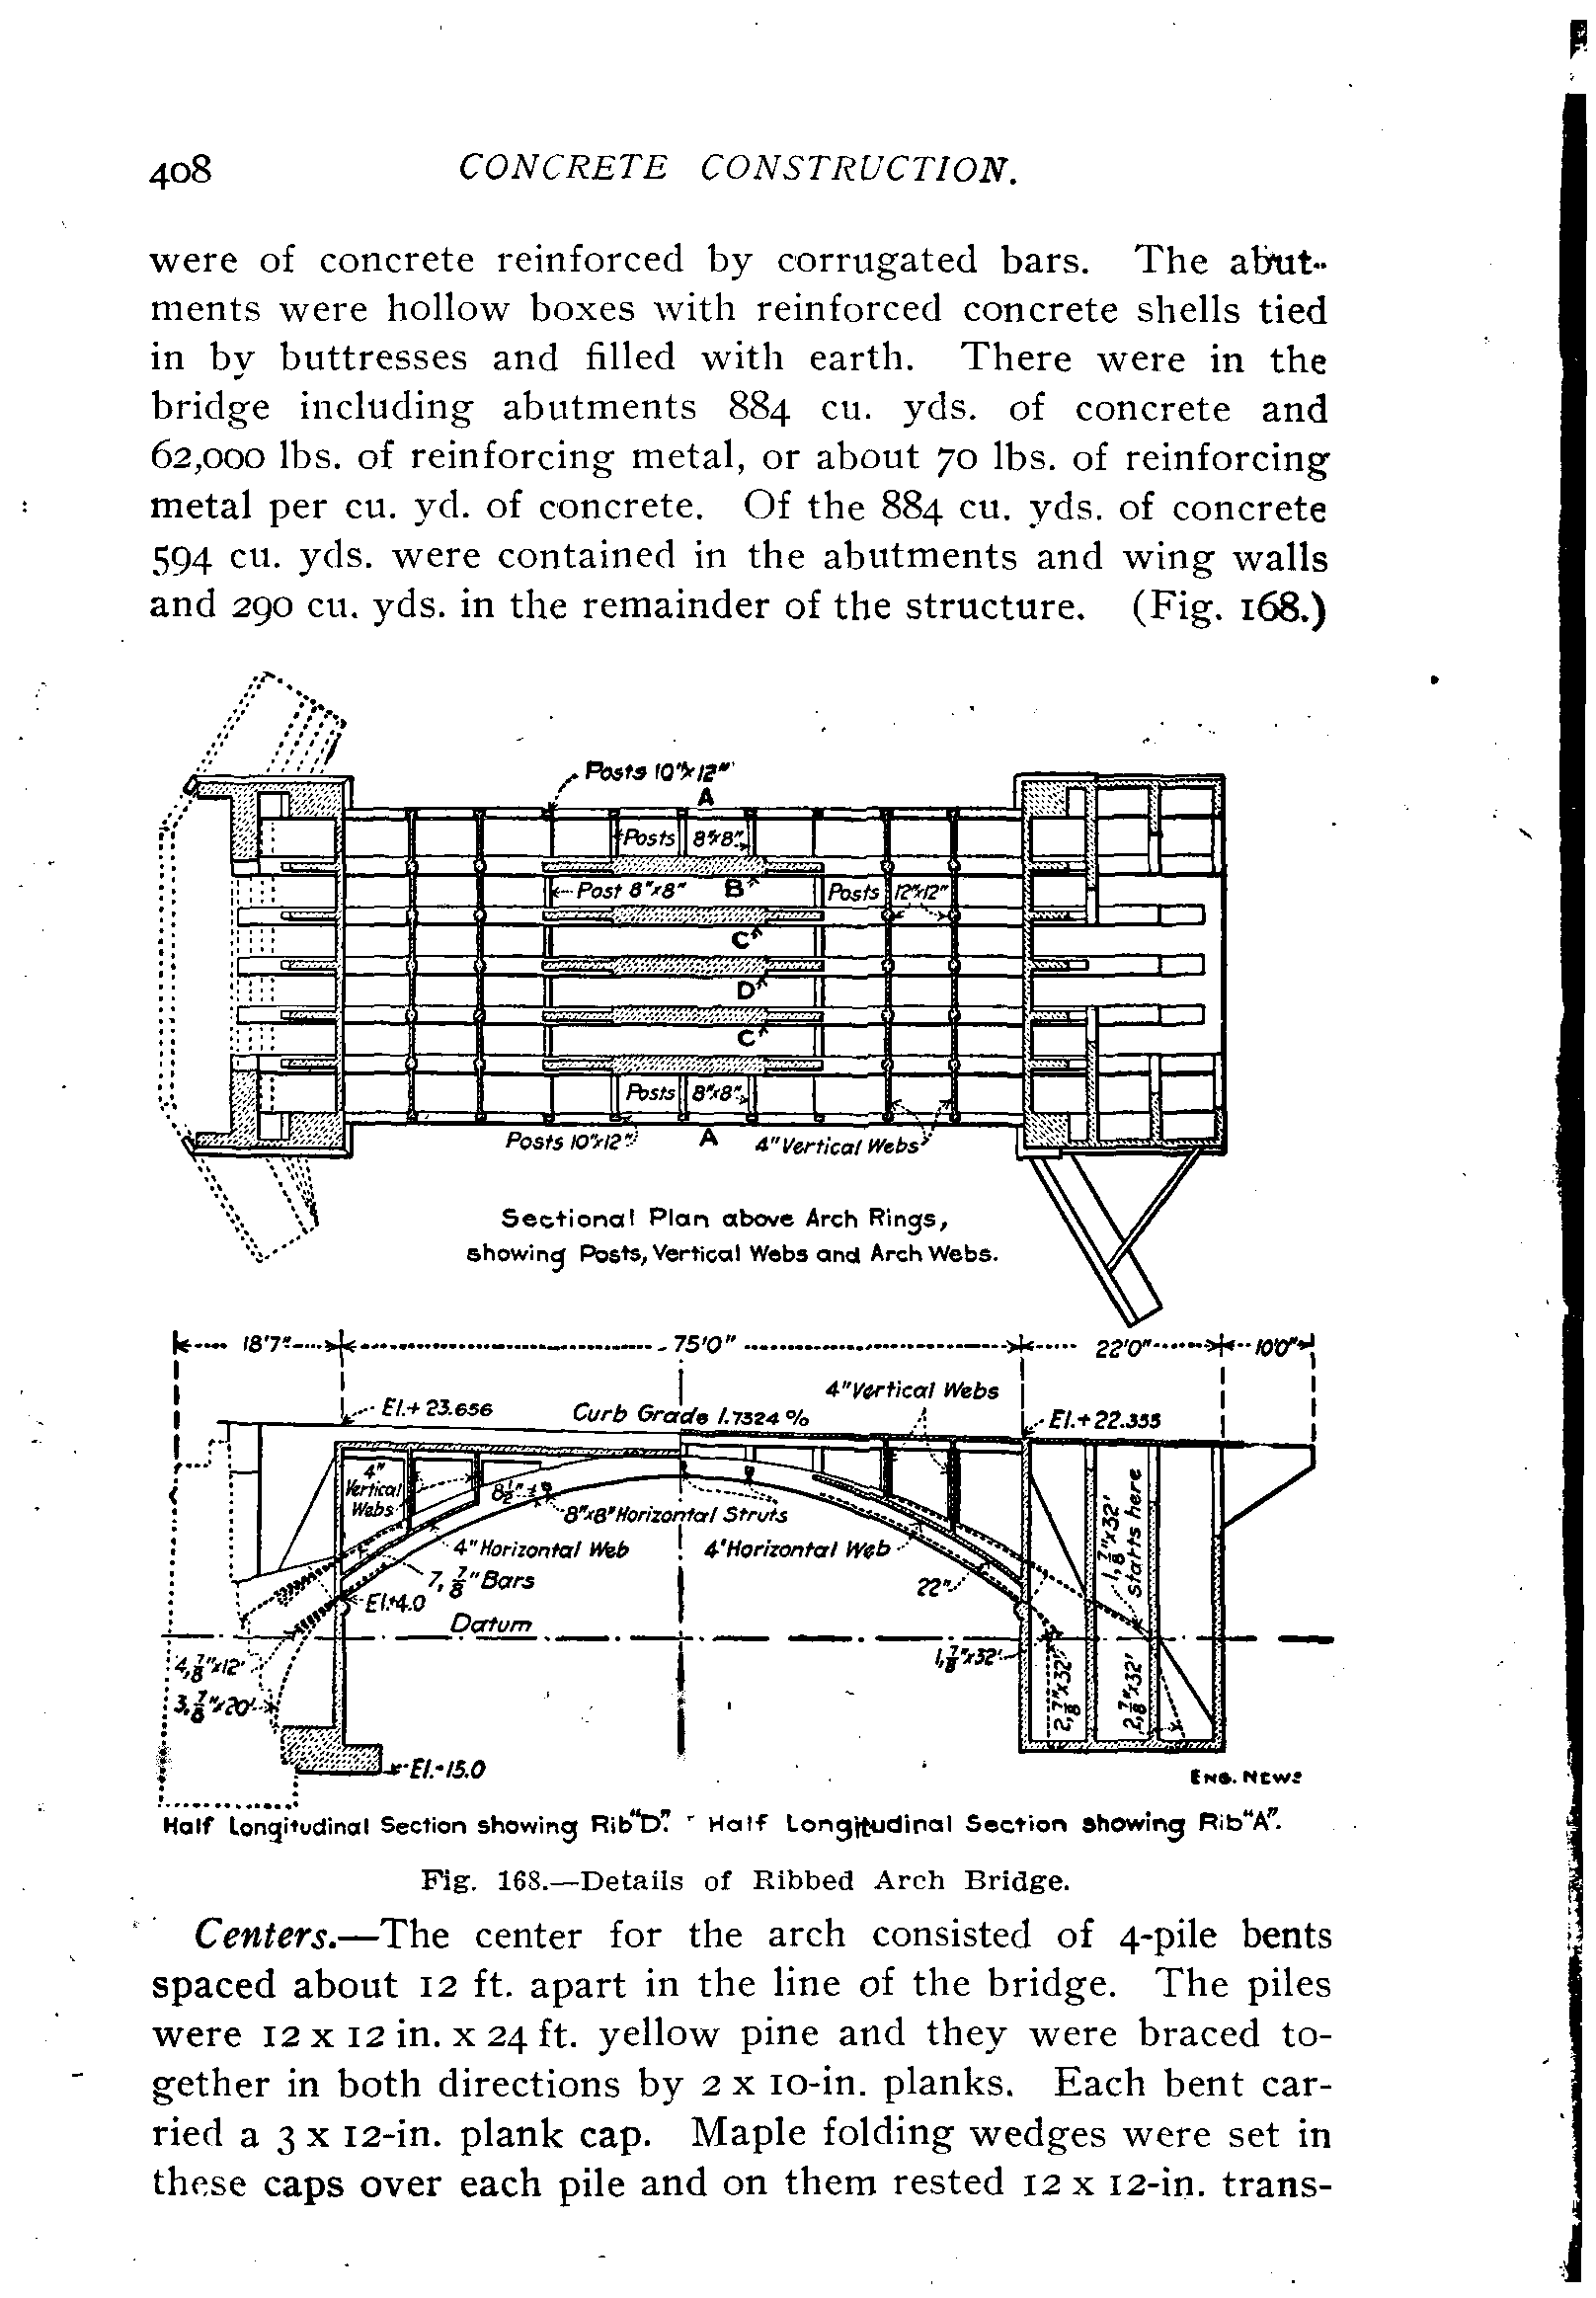 408 CONCRETE CONSTRUCTION.
were of concrete reinforced by corrugated bars. The abut-
ments were hollow boxes with reinforced concrete shells tied
in by buttresses and filled with earth. There were in the
bridge including abutments 884 cu. yds. of concrete and
62,000 lbs. of reinforcing metal, or about 70 lbs. of reinforcing
metal per cu. yd. of concrete. Of the 884 cu. yds. of concrete
594 cu. yds. were contained in the abutments and wing walls
and 290 cu. yds. in the remainder of the structure. (Fig. 168.)
Posts 10"x12"
A
Posts 8"x8"
Post 8"x8" B Posts 12"x12"
C
D
C
Posts 8"x8"
Posts 10"x12" A 4" Vertical Webs
Sectional Plan above Arch Rings,
showing Posts, Vertical Webs and Arch Webs.
18'7" 75'0" 22'0" 10'0"
4" Vertical Webs
El.+23.656 Curb Grade 1.7324 % El.+22.355
4" Vertical Webs
8½"
8"x8" Horizontal Struts
4" Horizontal Web 4' Horizontal Web
7, ⅞" Bars 22"
El.+4.0
Datum
1, ⅞"x32' Starts here
4, ⅞"x12' 1, ⅞"x32'
3, ⅞"x20' 2, ⅞"x32' 2, ⅞"x32'
El.-15.0
ENG. NEWS
Half Longitudinal Section showing Rib "D". Half Longitudinal Section showing Rib "A".
Fig. 168.—Details of Ribbed Arch Bridge.
Centers.—The center for the arch consisted of 4-pile bents
spaced about 12 ft. apart in the line of the bridge. The piles
were 12 x 12 in. x 24 ft. yellow pine and they were braced to-
gether in both directions by 2 x 10-in. planks. Each bent car-
ried a 3 x 12-in. plank cap. Maple folding wedges were set in
these caps over each pile and on them rested 12 x 12-in. trans-